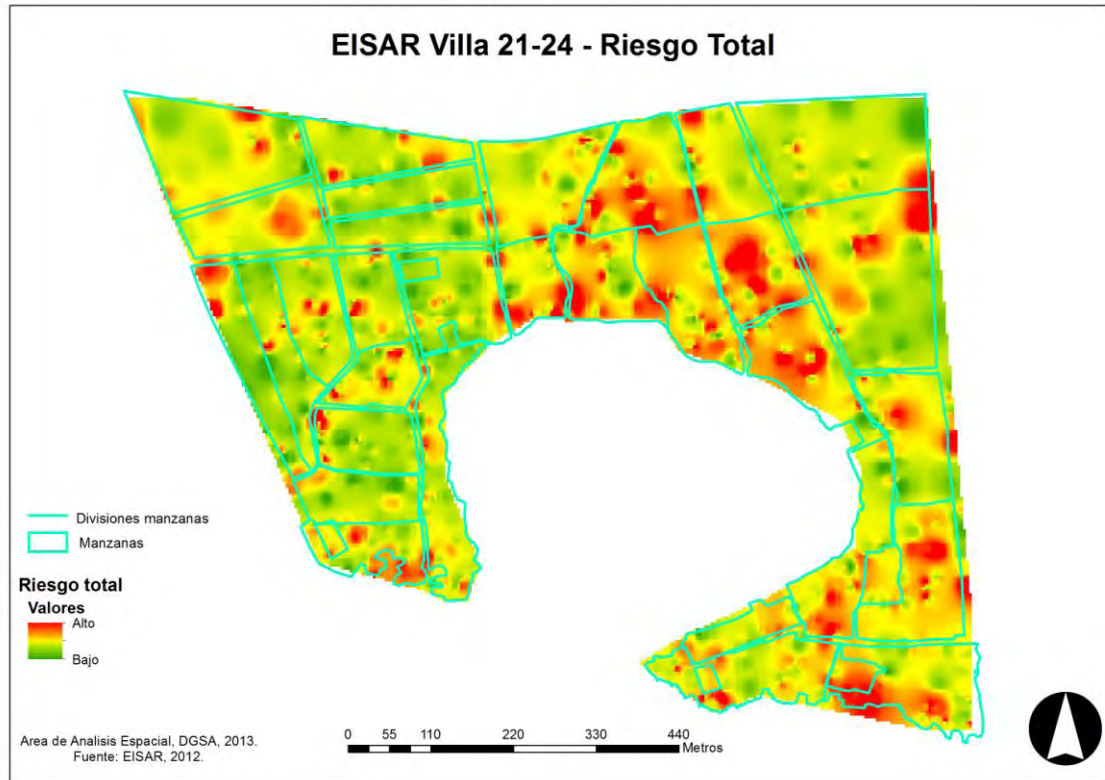 EISAR Villa 21-24 - Riesgo Total
Divisiones manzanas
Manzanas
Riesgo total
Valores
Alto
Bajo
Area de Analisis Espacial, DGSA, 2013.
Fuente: EISAR, 2012.
0 55 110 220 330 440
Metros